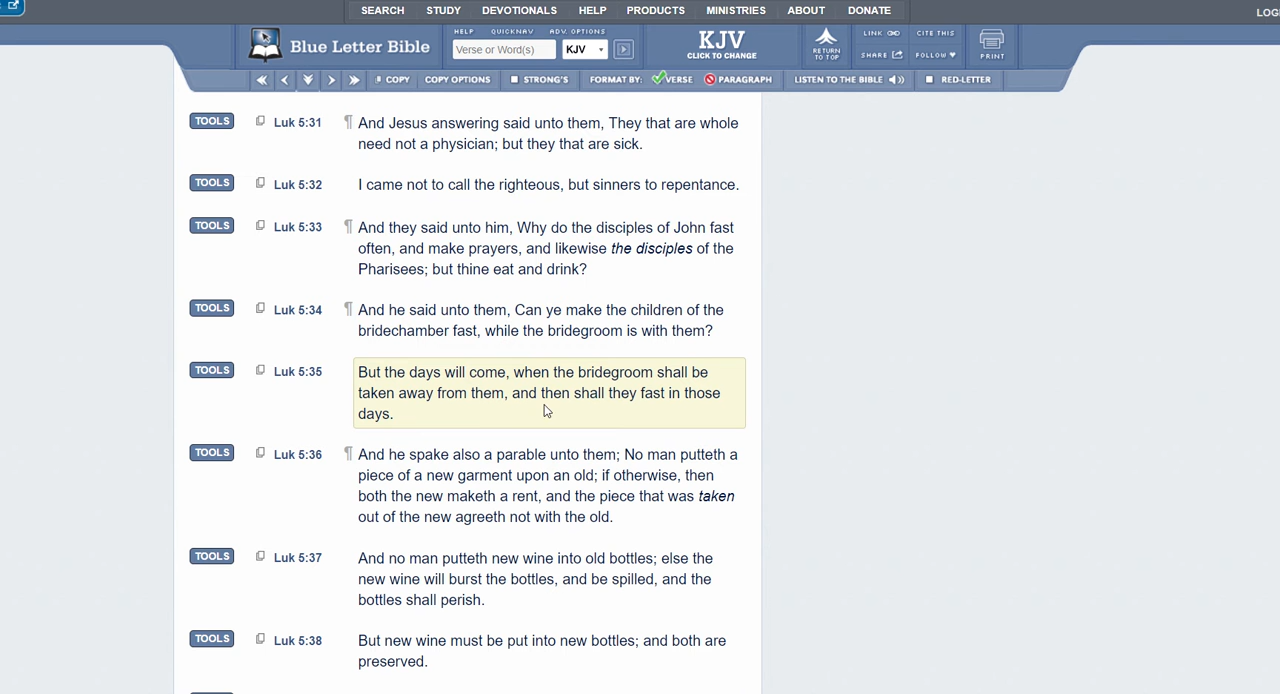 SEARCH STUDY DEVOTIONALS HELP PRODUCTS MINISTRIES ABOUT DONATE
HELP QUICKNAV ADV. OPTIONS
Blue Letter Bible Verse or Word(s) KJV KJV
CLICK TO CHANGE
RETURN TO TOP
LINK CITE THIS
SHARE FOLLOW PRINT
COPY COPY OPTIONS STRONG'S FORMAT BY: VERSE PARAGRAPH LISTEN TO THE BIBLE RED-LETTER
TOOLS Luk 5:31 ¶ And Jesus answering said unto them, They that are whole
need not a physician; but they that are sick.
TOOLS Luk 5:32 I came not to call the righteous, but sinners to repentance.
TOOLS Luk 5:33 ¶ And they said unto him, Why do the disciples of John fast
often, and make prayers, and likewise the disciples of the
Pharisees; but thine eat and drink?
TOOLS Luk 5:34 ¶ And he said unto them, Can ye make the children of the
bridechamber fast, while the bridegroom is with them?
TOOLS Luk 5:35 But the days will come, when the bridegroom shall be
taken away from them, and then shall they fast in those
days.
TOOLS Luk 5:36 ¶ And he spake also a parable unto them; No man putteth a
piece of a new garment upon an old; if otherwise, then
both the new maketh a rent, and the piece that was taken
out of the new agreeth not with the old.
TOOLS Luk 5:37 And no man putteth new wine into old bottles; else the
new wine will burst the bottles, and be spilled, and the
bottles shall perish.
TOOLS Luk 5:38 But new wine must be put into new bottles; and both are
preserved.